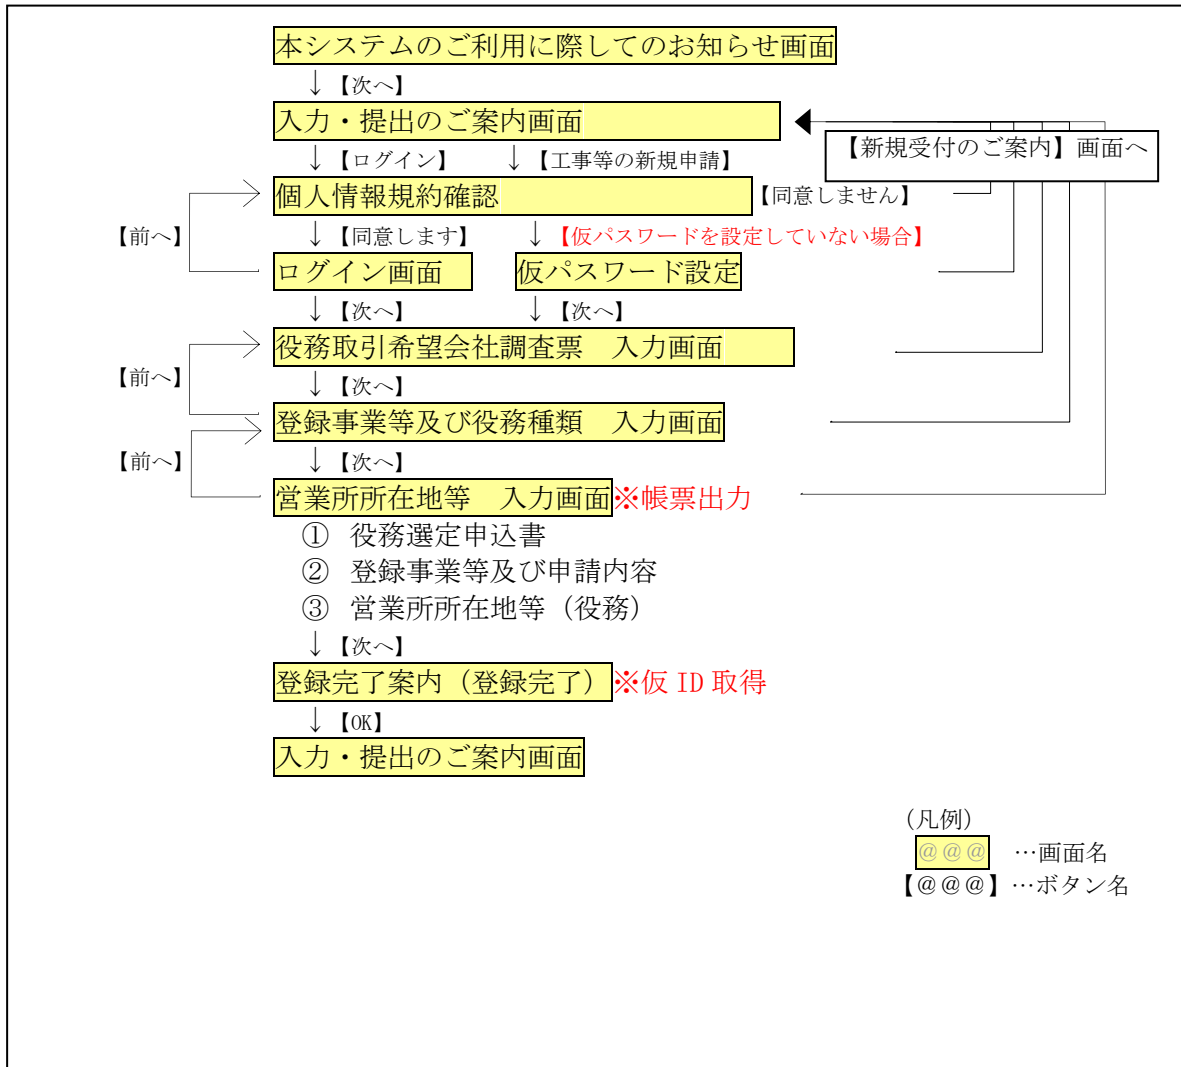 本システムのご利用に際してのお知らせ画面
↓【次へ】
入力・提出のご案内画面
【新規受付のご案内】画面へ
↓【ログイン】 ↓【工事等の新規申請】
個人情報規約確認 【同意しません】
【前へ】 ↓【同意します】 ↓【仮パスワードを設定していない場合】
ログイン画面 仮パスワード設定
↓【次へ】 ↓【次へ】
役務取引希望会社調査票 入力画面
【前へ】 ↓【次へ】
登録事業等及び役務種類 入力画面
【前へ】 ↓【次へ】
営業所所在地等 入力画面※帳票出力
① 役務選定申込書
② 登録事業等及び申請内容
③ 営業所所在地等（役務）
↓【次へ】
登録完了案内（登録完了）※仮 ID 取得
↓【OK】
入力・提出のご案内画面
（凡例）
＠＠＠ …画面名
【＠＠＠】…ボタン名